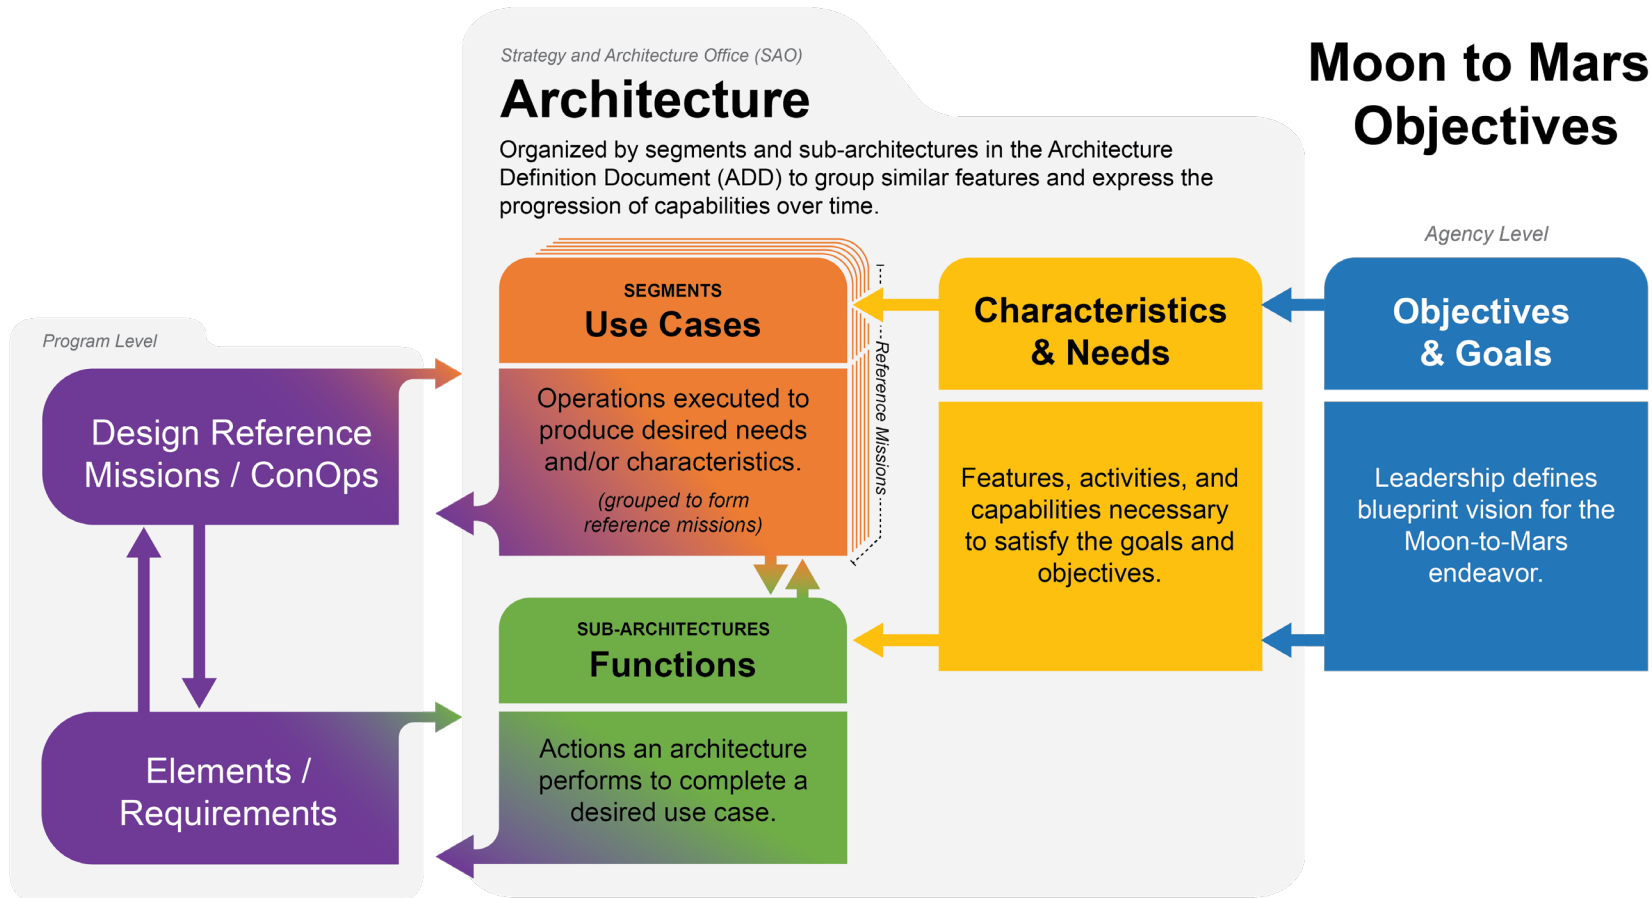 Strategy and Architecture Office (SAO)
Architecture
Organized by segments and sub-architectures in the Architecture
Definition Document (ADD) to group similar features and express the
progression of capabilities over time.
Moon to Mars
Objectives
Agency Level
Program Level
Design Reference
Missions / ConOps
Elements /
Requirements
SEGMENTS
Use Cases
Operations executed to
produce desired needs
and/or characteristics.
(grouped to form
reference missions)
Reference Missions
SUB-ARCHITECTURES
Functions
Actions an architecture
performs to complete a
desired use case.
Characteristics
& Needs
Features, activities, and
capabilities necessary
to satisfy the goals and
objectives.
Objectives
& Goals
Leadership defines
blueprint vision for the
Moon-to-Mars
endeavor.